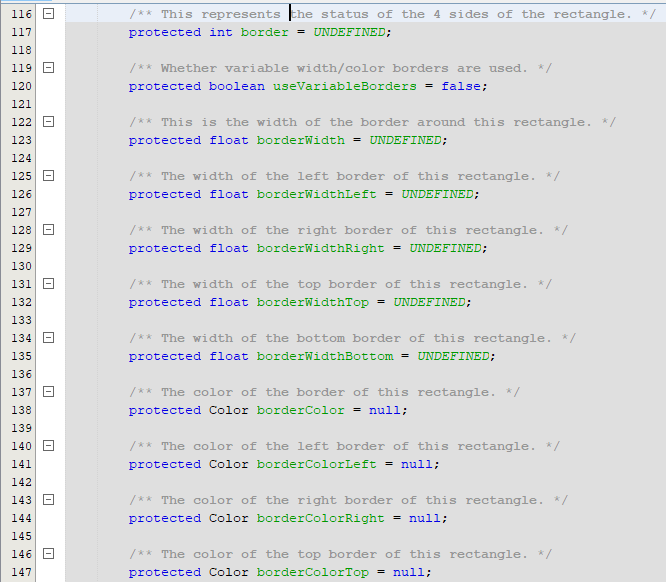 116 /** This represents the status of the 4 sides of the rectangle. */
117 protected int border = UNDEFINED;
118
119 /** Whether variable width/color borders are used. */
120 protected boolean useVariableBorders = false;
121
122 /** This is the width of the border around this rectangle. */
123 protected float borderWidth = UNDEFINED;
124
125 /** The width of the left border of this rectangle. */
126 protected float borderWidthLeft = UNDEFINED;
127
128 /** The width of the right border of this rectangle. */
129 protected float borderWidthRight = UNDEFINED;
130
131 /** The width of the top border of this rectangle. */
132 protected float borderWidthTop = UNDEFINED;
133
134 /** The width of the bottom border of this rectangle. */
135 protected float borderWidthBottom = UNDEFINED;
136
137 /** The color of the border of this rectangle. */
138 protected Color borderColor = null;
139
140 /** The color of the left border of this rectangle. */
141 protected Color borderColorLeft = null;
142
143 /** The color of the right border of this rectangle. */
144 protected Color borderColorRight = null;
145
146 /** The color of the top border of this rectangle. */
147 protected Color borderColorTop = null;